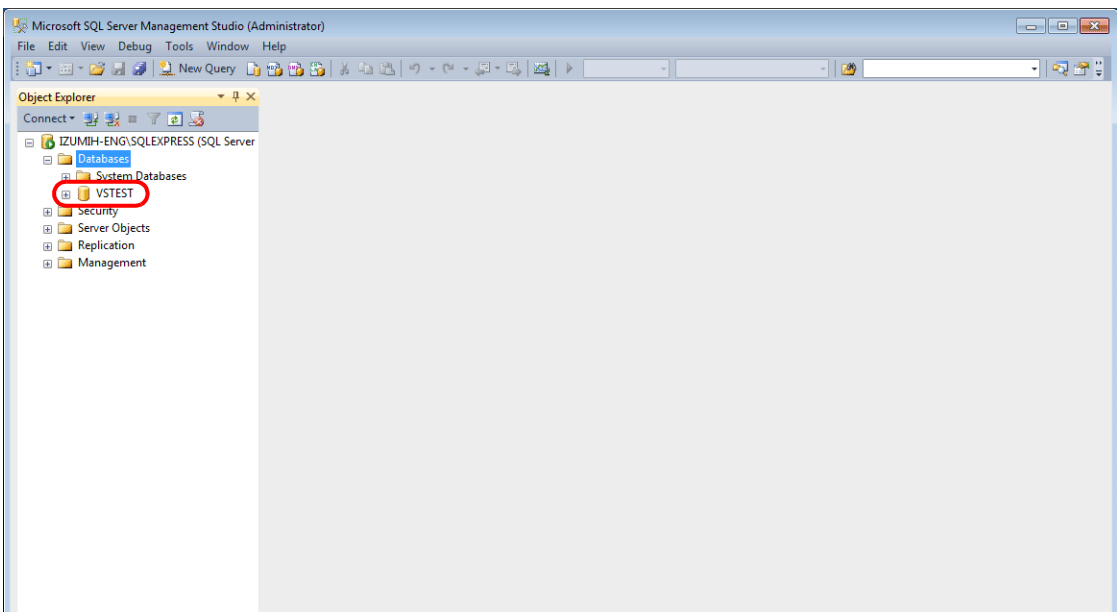 Microsoft SQL Server Management Studio (Administrator)
File Edit View Debug Tools Window Help
New Query
Object Explorer
Connect
IZUMIH-ENG\SQLEXPRESS (SQL Server
Databases
System Databases
VSTEST
Security
Server Objects
Replication
Management